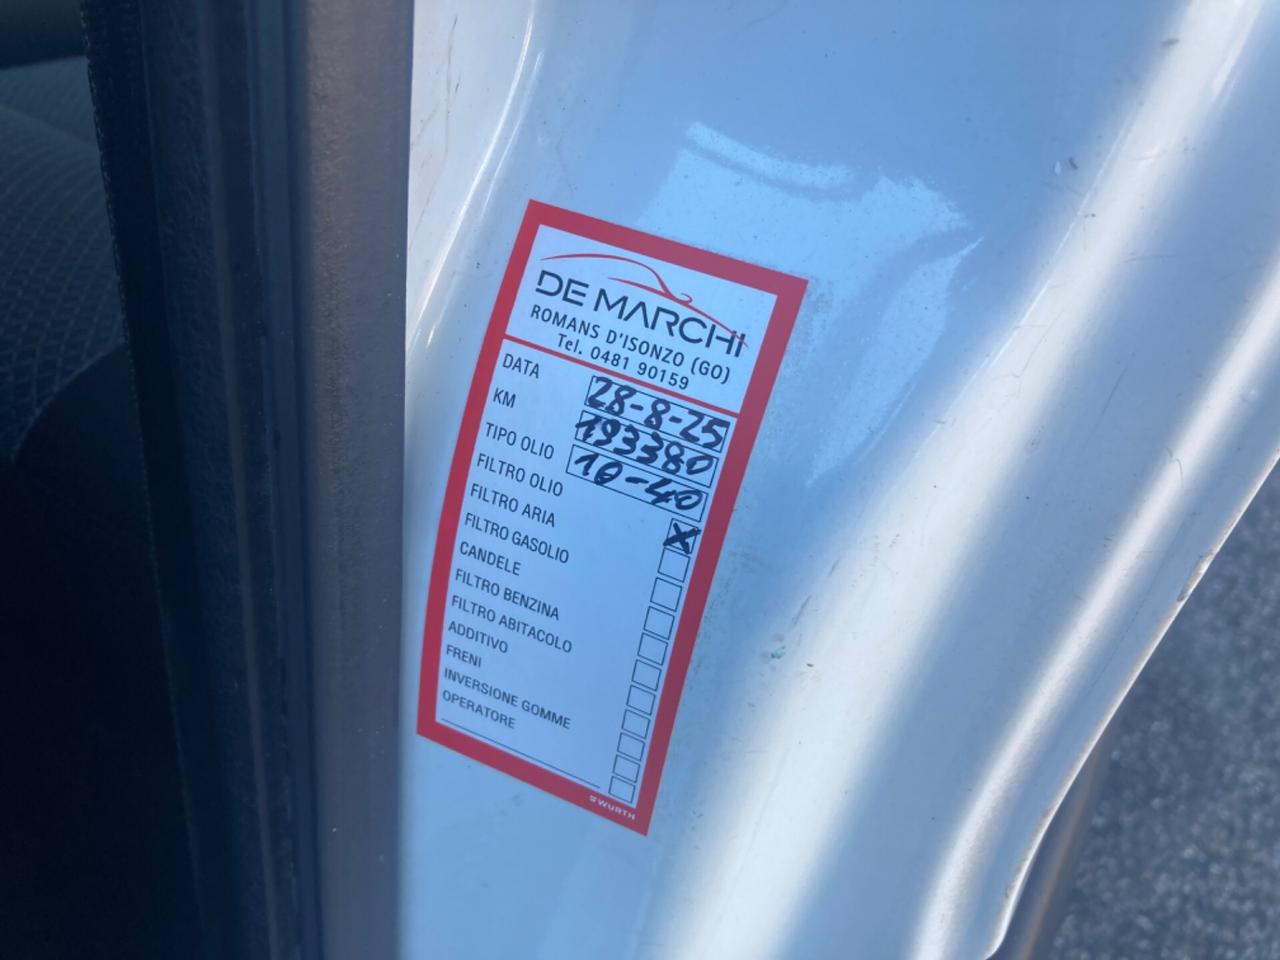 DE MARCHI
ROMANS D'ISONZO (GO)
Tel. 0481 90159
DATA 28-8-25
KM 193380
TIPO OLIO 10-40
FILTRO OLIO X
FILTRO ARIA
FILTRO GASOLIO
CANDELE
FILTRO BENZINA
FILTRO ABITACOLO
ADDITIVO
FRENI
INVERSIONE GOMME
OPERATORE
WURTH